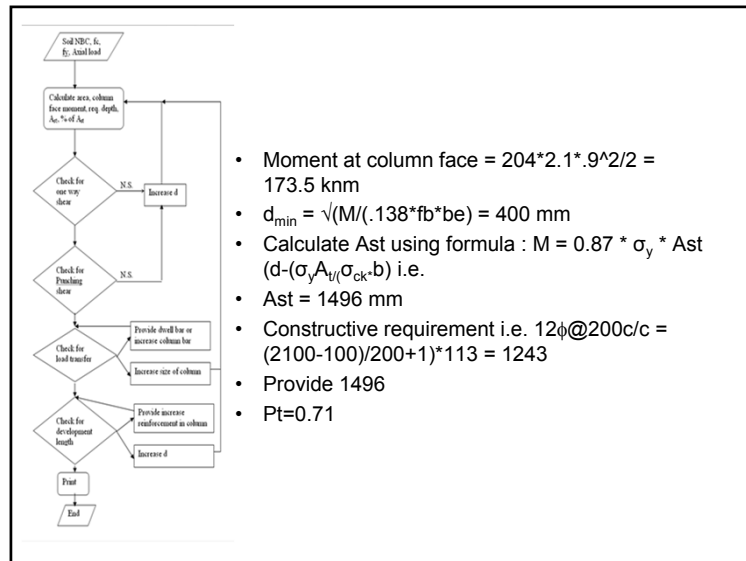 Soil NBC, fc,
fy, Axial load
Calculate area, column
face moment, req. depth,
Ast, % of Ast
Check for
one way
shear
N.S.
Increase d
Check for
Punching
shear
N.S.
Provide dwell bar or
increase column bar
Check for
load transfer
Increase size of column
Provide increase
reinforcement in column
Check for
development
length
Increase d
Print
End
• Moment at column face = 204*2.1*.9^2/2 =
173.5 knm
• dmin = √(M/(.138*fb*be) = 400 mm
• Calculate Ast using formula : M = 0.87 * σy * Ast
(d-(σyAt/(σck*b) i.e.
• Ast = 1496 mm
• Constructive requirement i.e. 12ϕ@200c/c =
(2100-100)/200+1)*113 = 1243
• Provide 1496
• Pt=0.71